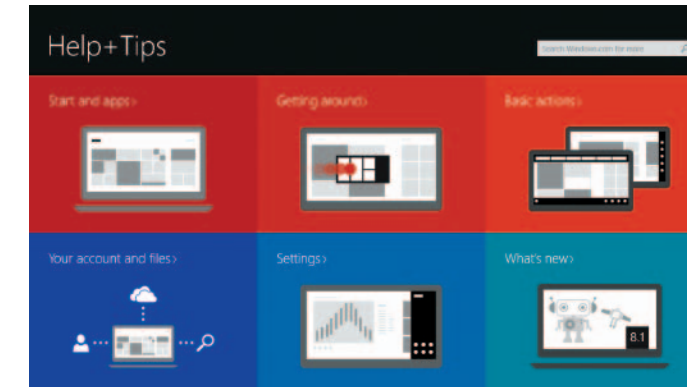 Help+Tips
Search Windows.com for more
Start and apps›
Getting around›
Basic actions›
Your account and files›
Settings›
What's new›
8.1